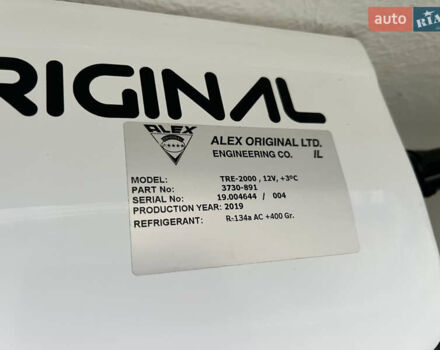 auto RIA
RIGINAL
ALEX
ALEX ORIGINAL LTD.
ENGINEERING CO. IL
MODEL: TRE-2000 , 12V, +3ºC
PART No: 3730-891
SERIAL No: 19.004644 / 004
PRODUCTION YEAR: 2019
REFRIGERANT: R-134a AC +400 Gr.